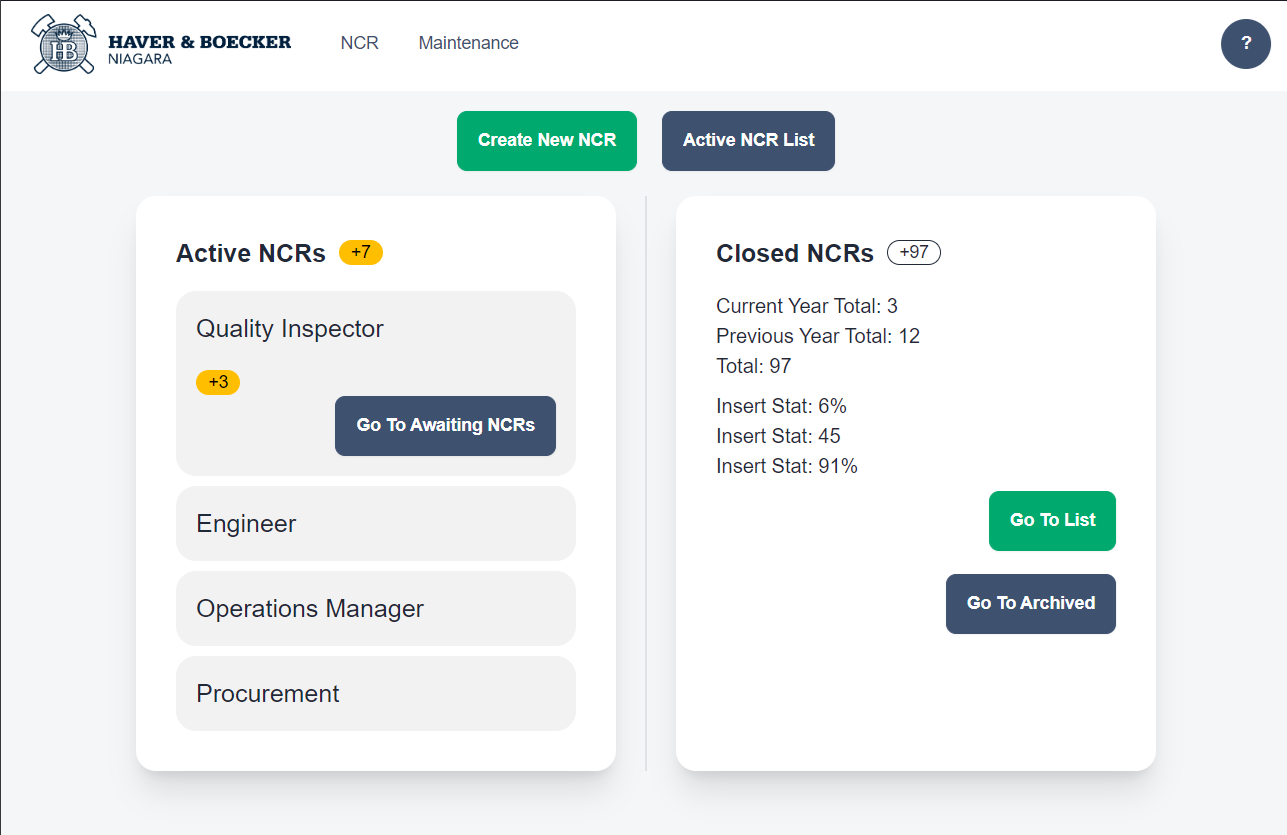 HAVER & BOECKER
NIAGARA
NCR
Maintenance
?
Create New NCR
Active NCR List
Active NCRs +7
Quality Inspector
+3
Go To Awaiting NCRs
Engineer
Operations Manager
Procurement
Closed NCRs +97
Current Year Total: 3
Previous Year Total: 12
Total: 97
Insert Stat: 6%
Insert Stat: 45
Insert Stat: 91%
Go To List
Go To Archived